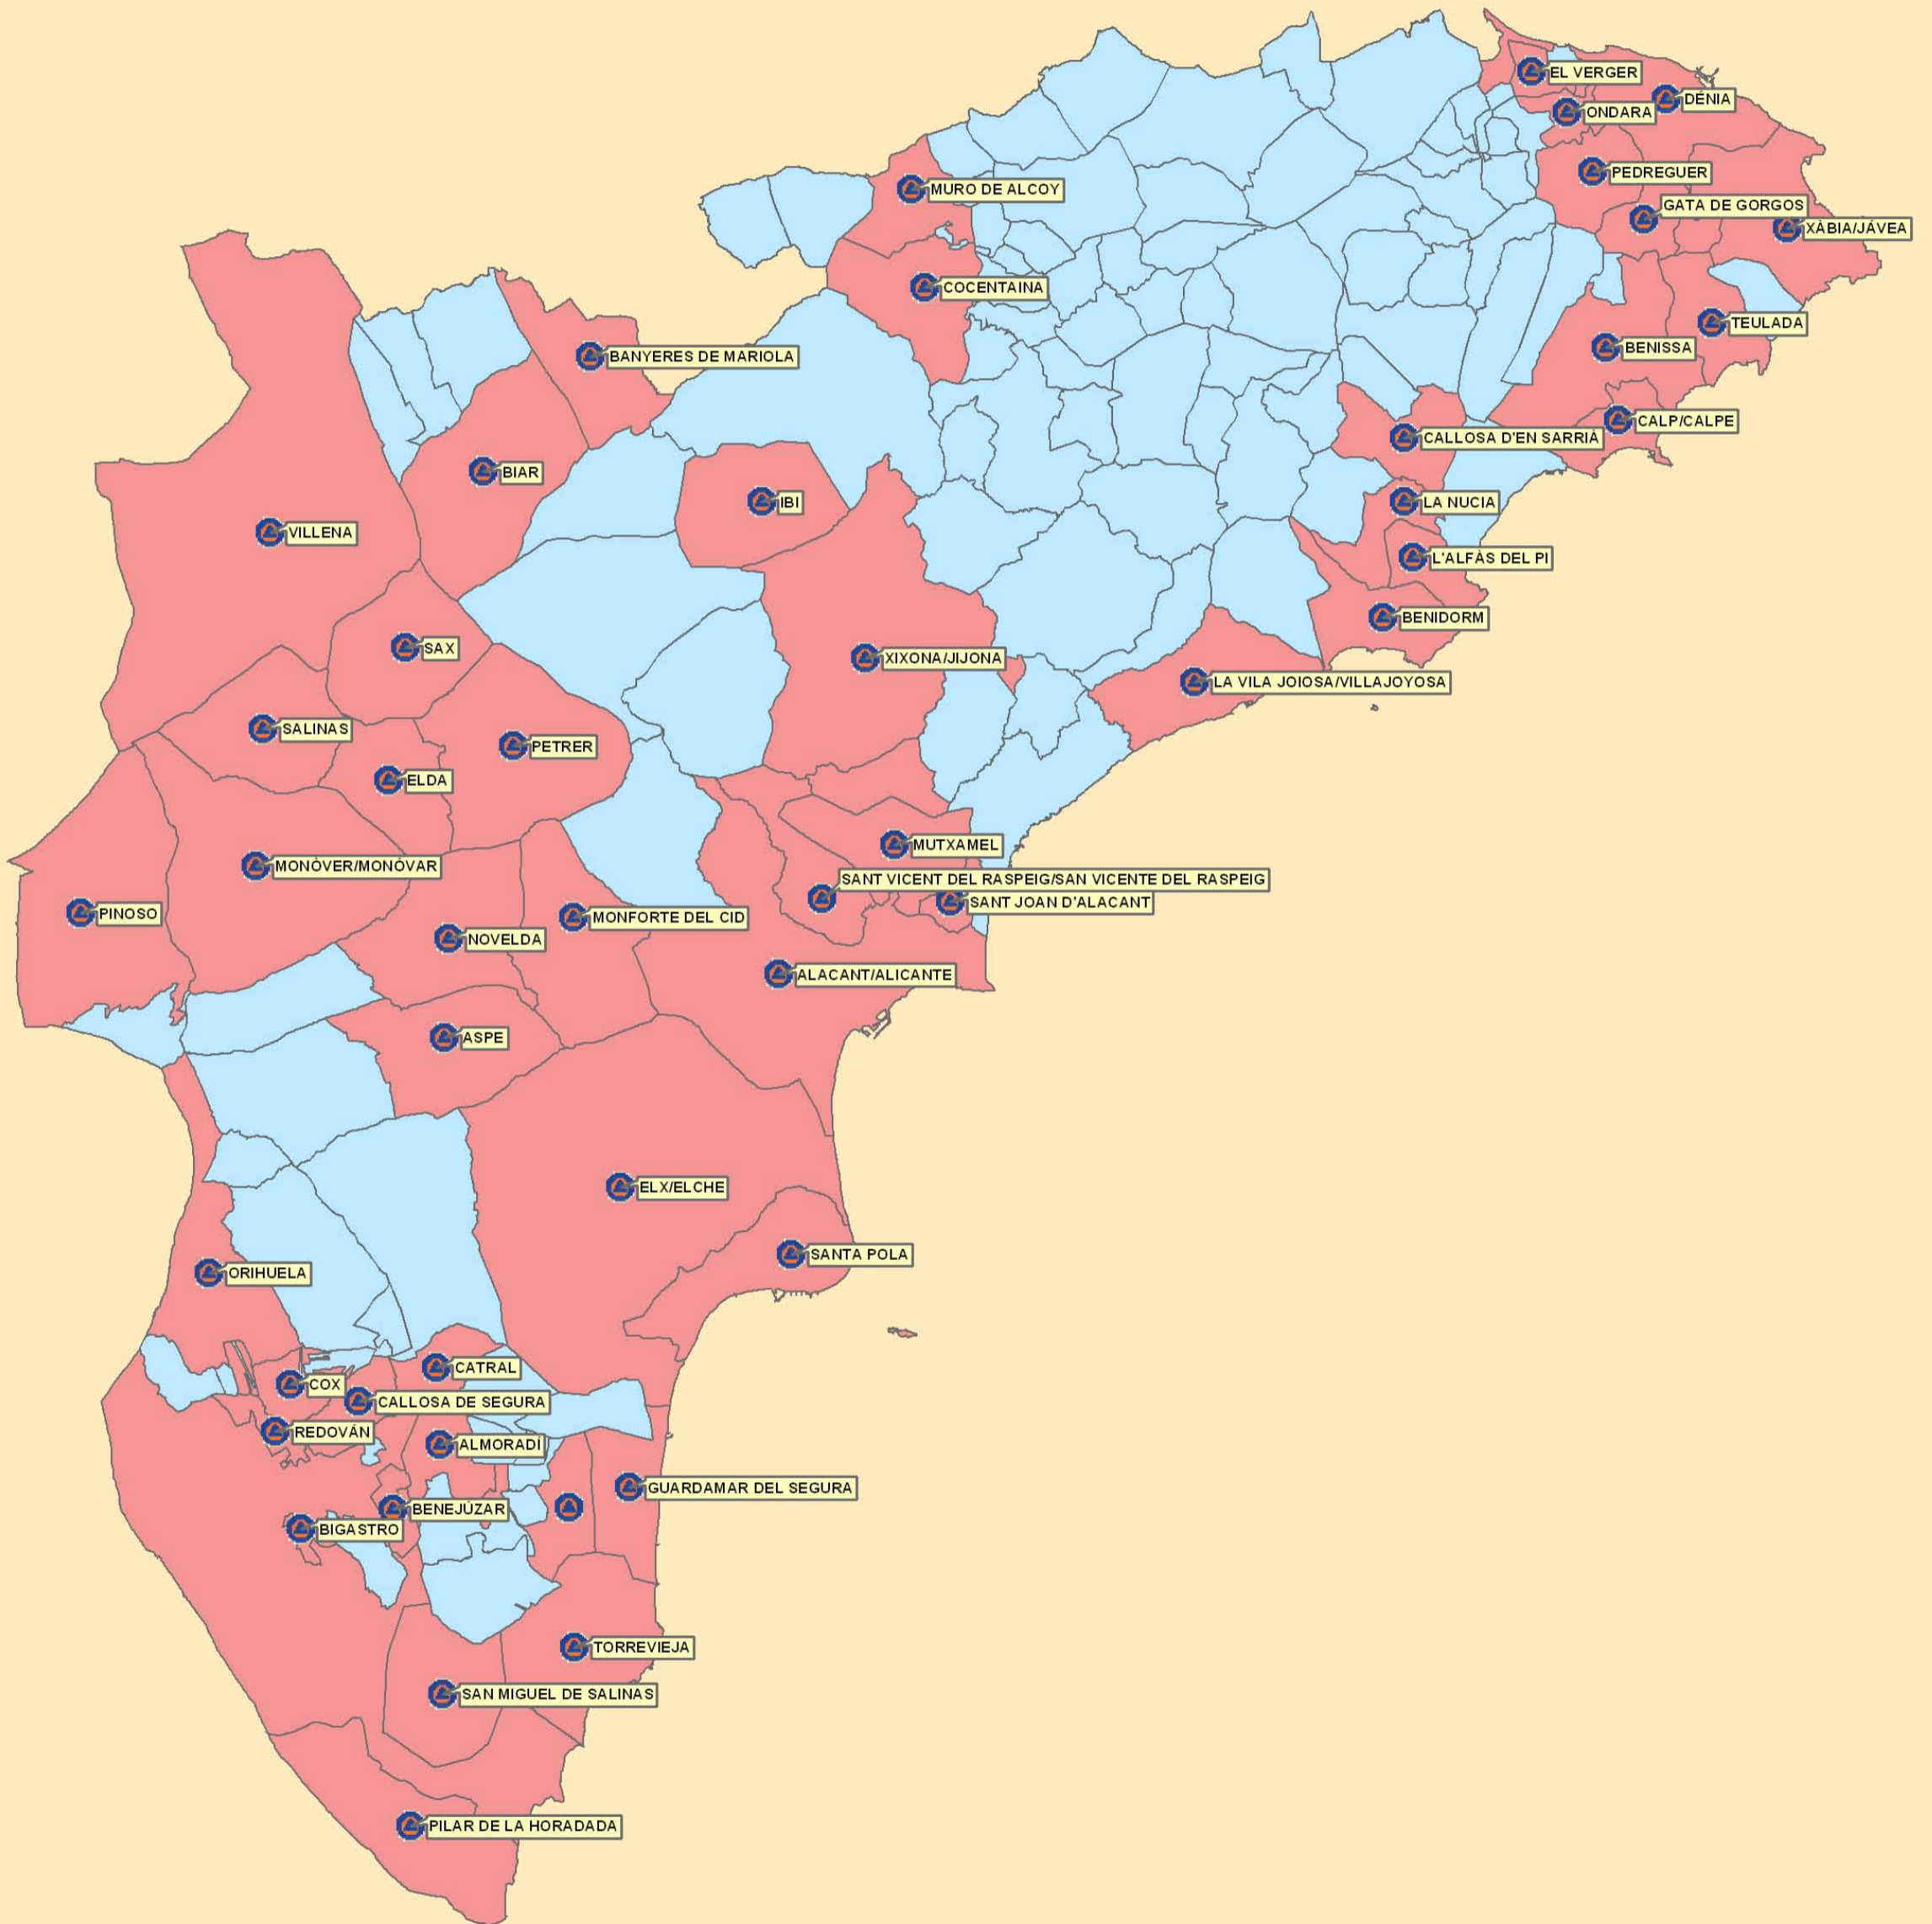 EL VERGER
DÉNIA
ONDARA
PEDREGUER
MURO DE ALCOY
GATA DE GORGOS
XÀBIA/JÁVEA
COCENTAINA
TEULADA
BENISSA
BANYERES DE MARIOLA
CALP/CALPE
CALLOSA D'EN SARRIÀ
BIAR
IBI
LA NUCIA
VILLENA
L'ALFÀS DEL PI
BENIDORM
SAX
XIXONA/JIJONA
LA VILA JOIOSA/VILLAJOYOSA
SALINAS
PETRER
ELDA
MUTXAMEL
MONÒVER/MONÓVAR
SANT VICENT DEL RASPEIG/SAN VICENTE DEL RASPEIG
SANT JOAN D'ALACANT
PINOSO
MONFORTE DEL CID
NOVELDA
ALACANT/ALICANTE
ASPE
ELX/ELCHE
SANTA POLA
ORIHUELA
CATRAL
COX
CALLOSA DE SEGURA
REDOVÁN
ALMORADÍ
GUARDAMAR DEL SEGURA
BENEJÚZAR
BIGASTRO
TORREVIEJA
SAN MIGUEL DE SALINAS
PILAR DE LA HORADADA